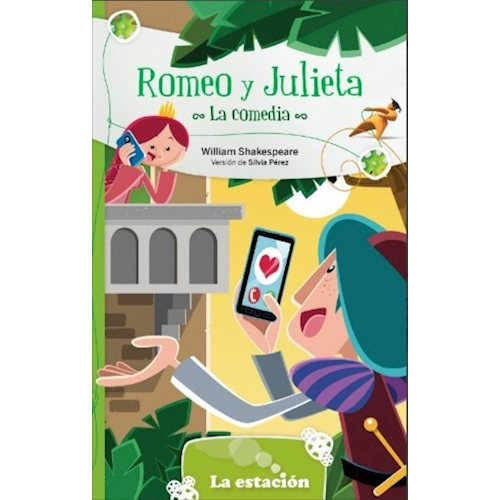 Romeo y Julieta
La comedia
William Shakespeare
Versión de Silvia Pérez
La estación